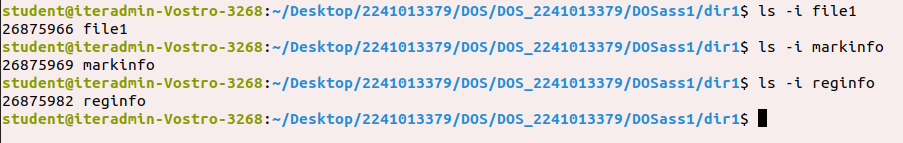 student@iteradmin-Vostro-3268:~/Desktop/2241013379/DOS/DOS_2241013379/DOSass1/dir1$ ls -i file1
26875966 file1
student@iteradmin-Vostro-3268:~/Desktop/2241013379/DOS/DOS_2241013379/DOSass1/dir1$ ls -i markinfo
26875969 markinfo
student@iteradmin-Vostro-3268:~/Desktop/2241013379/DOS/DOS_2241013379/DOSass1/dir1$ ls -i reginfo
26875982 reginfo
student@iteradmin-Vostro-3268:~/Desktop/2241013379/DOS/DOS_2241013379/DOSass1/dir1$